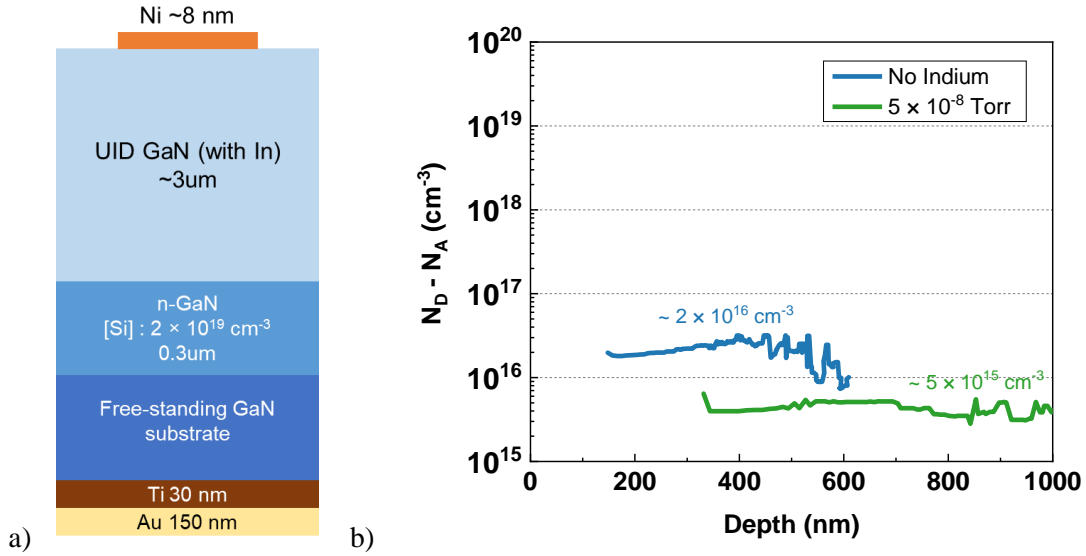 Ni ~8 nm
UID GaN (with In)
~3um
n-GaN
[Si] : 2 × 10¹⁹ cm⁻³
0.3um
Free-standing GaN
substrate
Ti 30 nm
Au 150 nm
a)
b)
N_D - N_A (cm⁻³)
10²⁰
10¹⁹
10¹⁸
10¹⁷
10¹⁶
10¹⁵
No Indium
5 × 10⁻⁸ Torr
~ 2 × 10¹⁶ cm⁻³
~ 5 × 10¹⁵ cm⁻³
0 200 400 600 800 1000
Depth (nm)